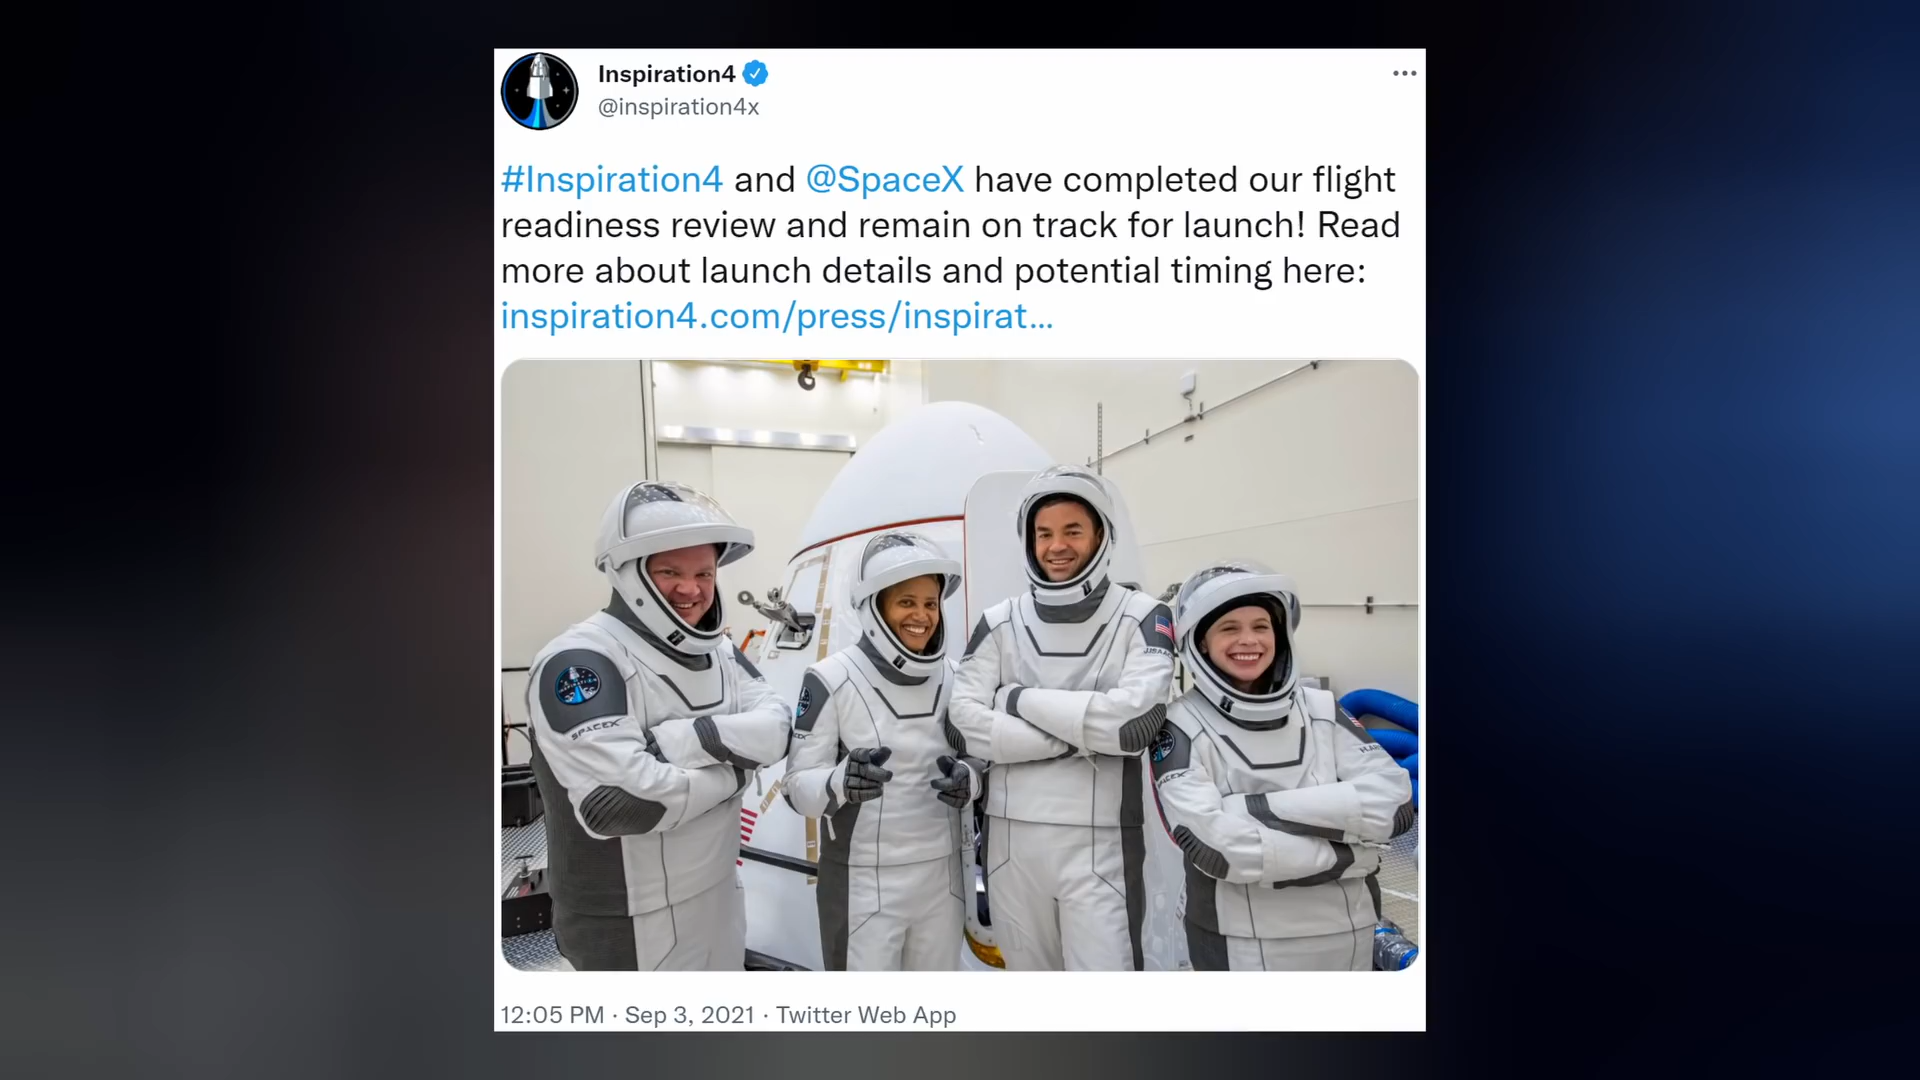 Inspiration4
@inspiration4x
#Inspiration4 and @SpaceX have completed our flight
readiness review and remain on track for launch! Read
more about launch details and potential timing here:
inspiration4.com/press/inspirat...
INSPIRATION
SPACEX
12:05 PM · Sep 3, 2021 · Twitter Web App